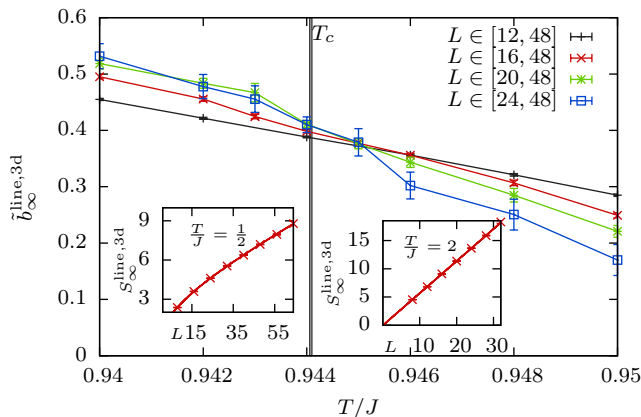 T_c
L ∈ [12, 48]
L ∈ [16, 48]
L ∈ [20, 48]
L ∈ [24, 48]
0.6
0.5
0.4
0.3
0.2
0.1
0
b̃_∞^{line,3d}
9
6
3
S_∞^{line,3d}
T/J = 1/2
L 15 35 55
15
10
5
0
S_∞^{line,3d}
T/J = 2
L 10 20 30
0.94 0.942 0.944 0.946 0.948 0.95
T/J